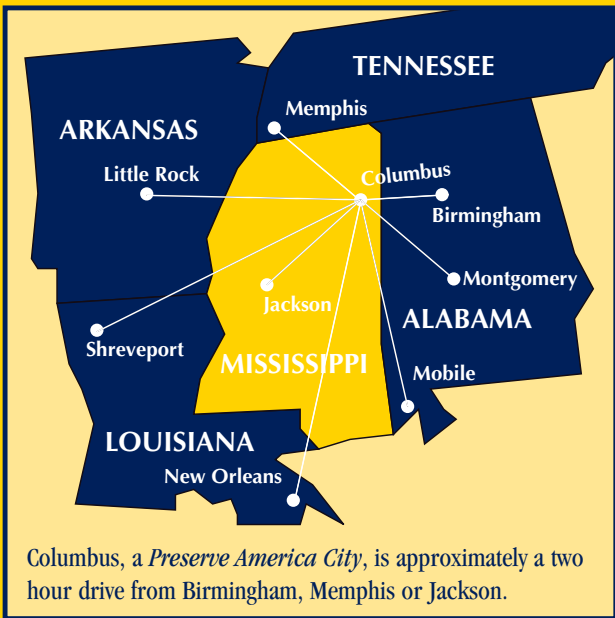 TENNESSEE
Memphis
ARKANSAS
Little Rock
Columbus
Birmingham
Montgomery
Jackson
ALABAMA
Shreveport
MISSISSIPPI
Mobile
LOUISIANA
New Orleans
Columbus, a Preserve America City, is approximately a two
hour drive from Birmingham, Memphis or Jackson.